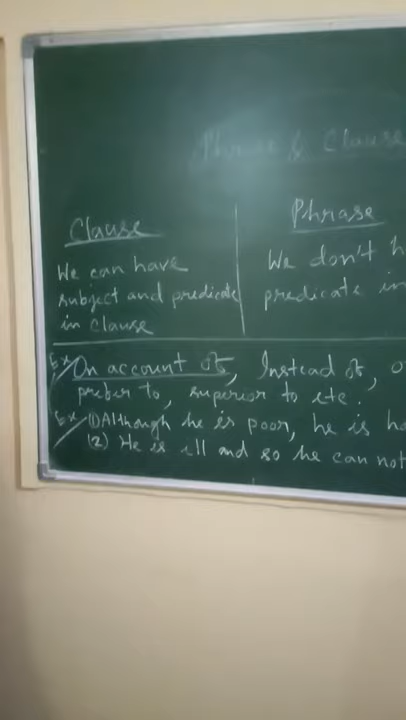 Phrase & Clause
Clause
Phrase
We can have
subject and predicate
in clause
We don't h
predicate in
Ex On account of, Instead of, o
prefer to, superior to etc.
Ex (1) Although he is poor, he is ho
(2) He is ill and so he can not